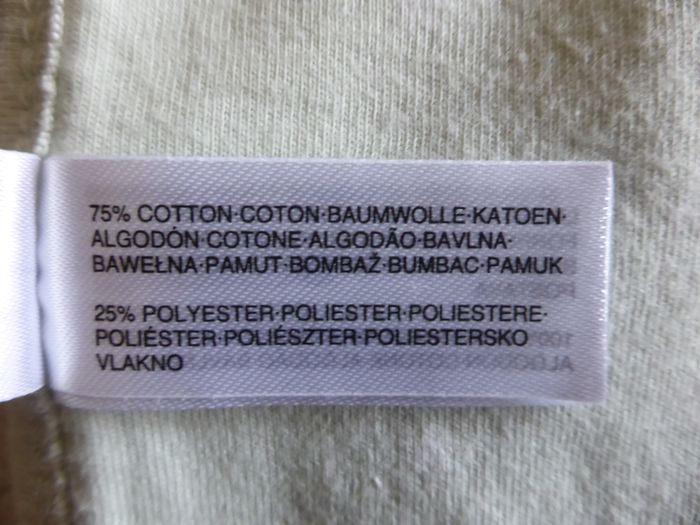 75% COTTON·COTON·BAUMWOLLE·KATOEN·
ALGODÓN·COTONE·ALGODÃO·BAVLNA·
BAWEŁNA·PAMUT·BOMBAŽ·BUMBAC·PAMUK
25% POLYESTER·POLIESTER·POLIESTERE·
POLIÉSTER·POLIÉSZTER·POLIESTERSKO
VLAKNO